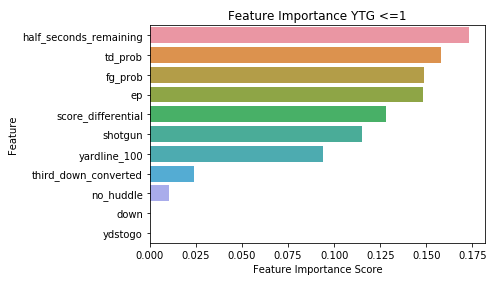 Feature Importance YTG <=1
Feature
half_seconds_remaining
td_prob
fg_prob
ep
score_differential
shotgun
yardline_100
third_down_converted
no_huddle
down
ydstogo
0.000 0.025 0.050 0.075 0.100 0.125 0.150 0.175
Feature Importance Score